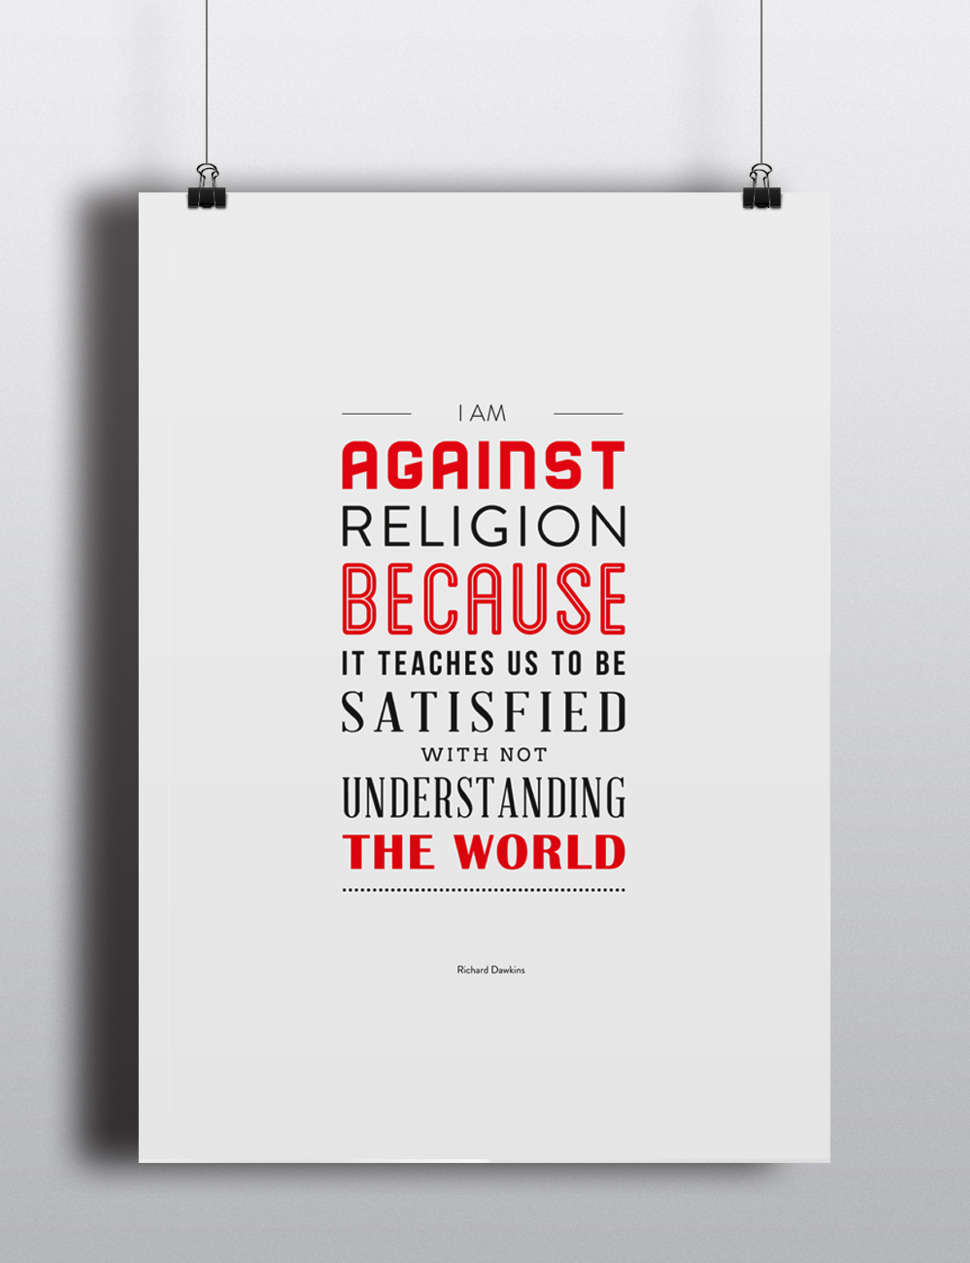 I AM
AGAINST
RELIGION
BECAUSE
IT TEACHES US TO BE
SATISFIED
WITH NOT
UNDERSTANDING
THE WORLD
Richard Dawkins